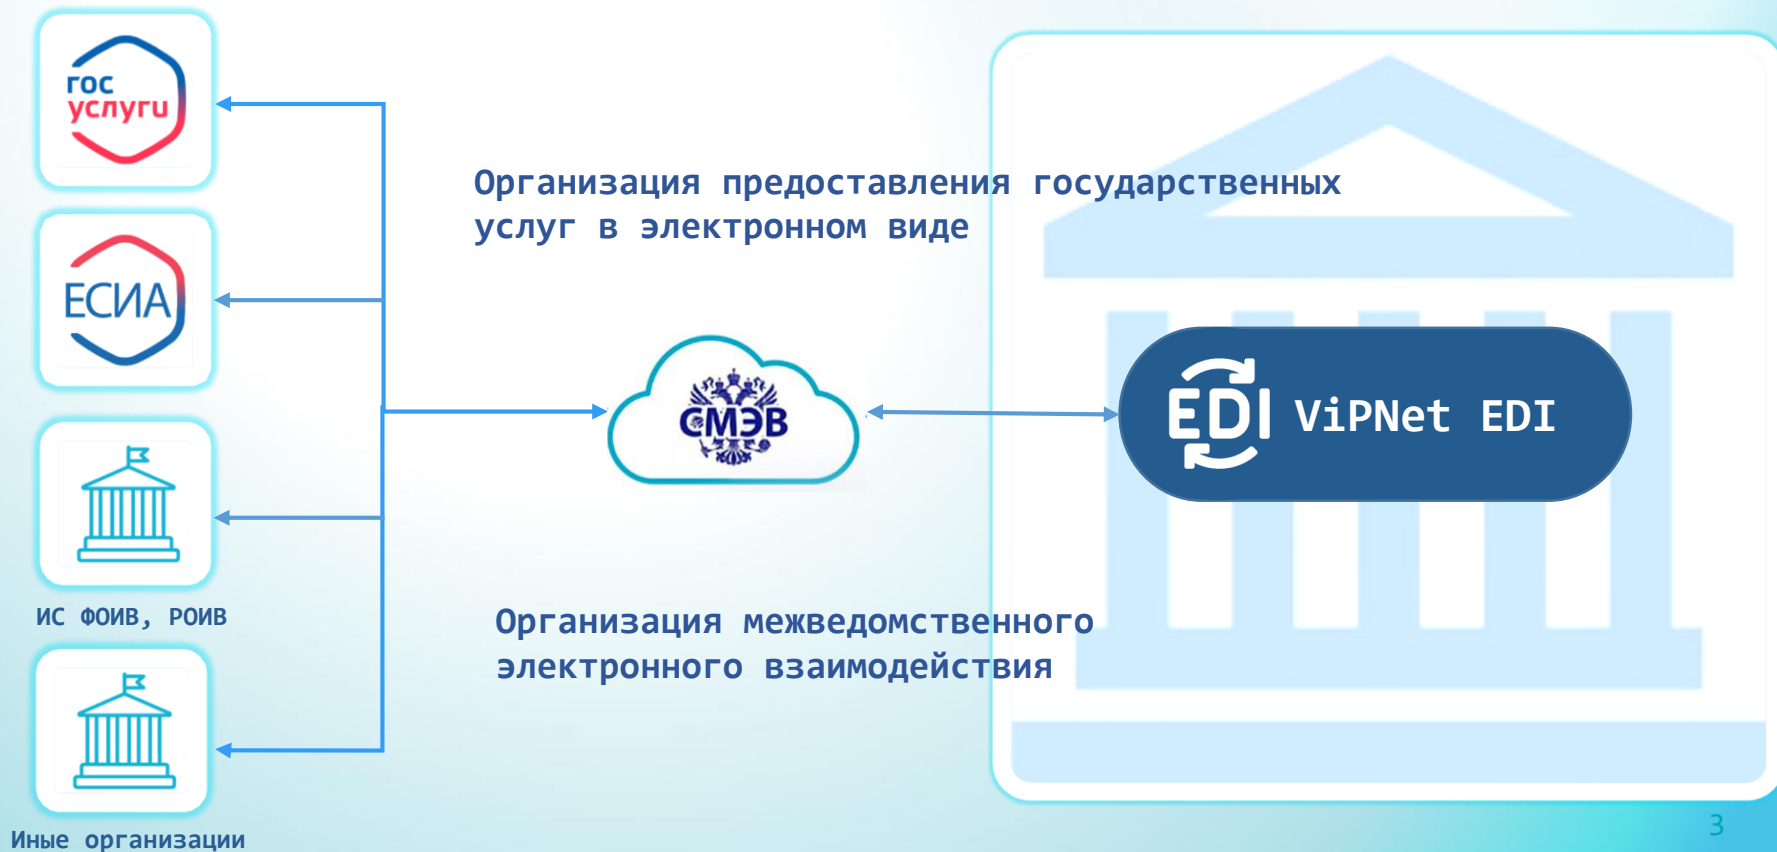 гос
услуги
Организация предоставления государственных
услуг в электронном виде
ЕСИА
СМЭВ
EDI ViPNet EDI
ИС ФОИВ, РОИВ
Организация межведомственного
электронного взаимодействия
Иные организации
3